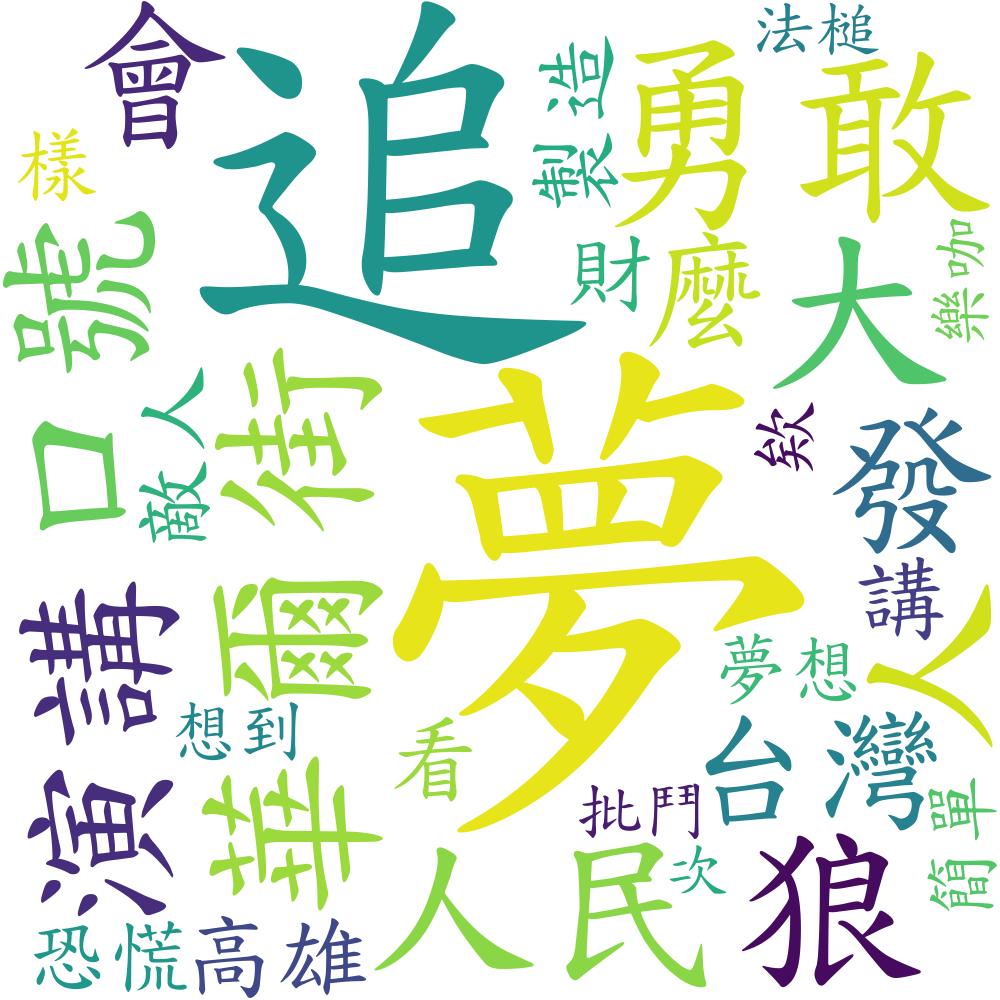 會
追
勇敢
法槌
製造
樣
口號
財
麼
大
樂咖
敵人
華爾街
夢
欸
發
講
人
演講
想到
看
夢想
台灣
簡單
批鬥
次
人民
狼
恐慌
高雄